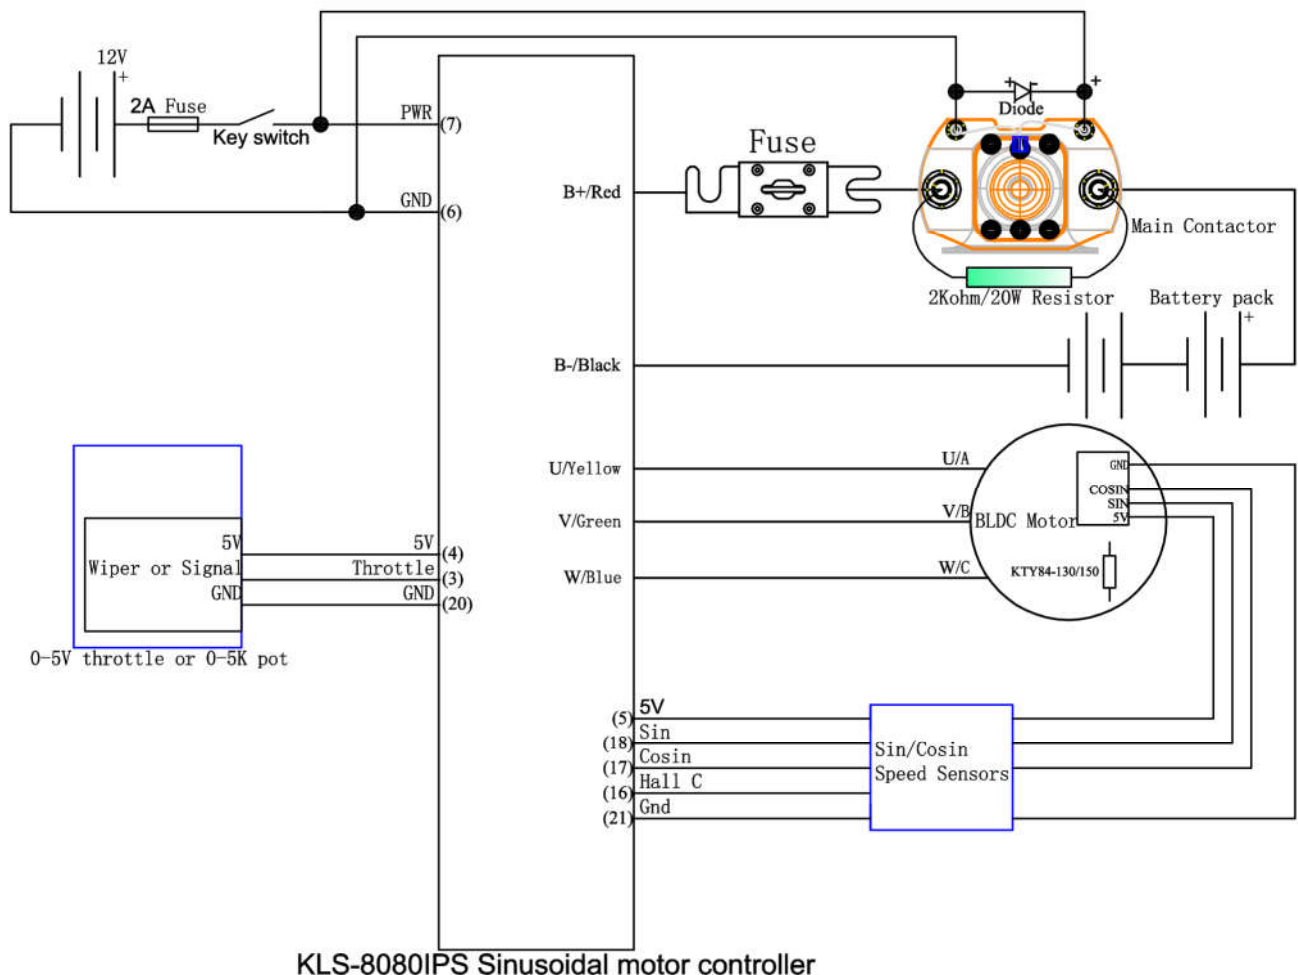 12V
+
2A Fuse
Key switch
PWR
(7)
GND
(6)
B+/Red
Fuse
+
Diode
+
Main Contactor
2Kohm/20W Resistor
Battery pack
+
B-/Black
U/Yellow
U/A
V/Green
V/B
W/Blue
W/C
BLDC Motor
GND
COSIN
SIN
5V
KTY84-130/150
5V
Wiper or Signal
GND
5V
(4)
Throttle
(3)
GND
(20)
0-5V throttle or 0-5K pot
(5)
5V
(18)
Sin
(17)
Cosin
(16)
Hall C
(21)
Gnd
Sin/Cosin
Speed Sensors
KLS-8080IPS Sinusoidal motor controller